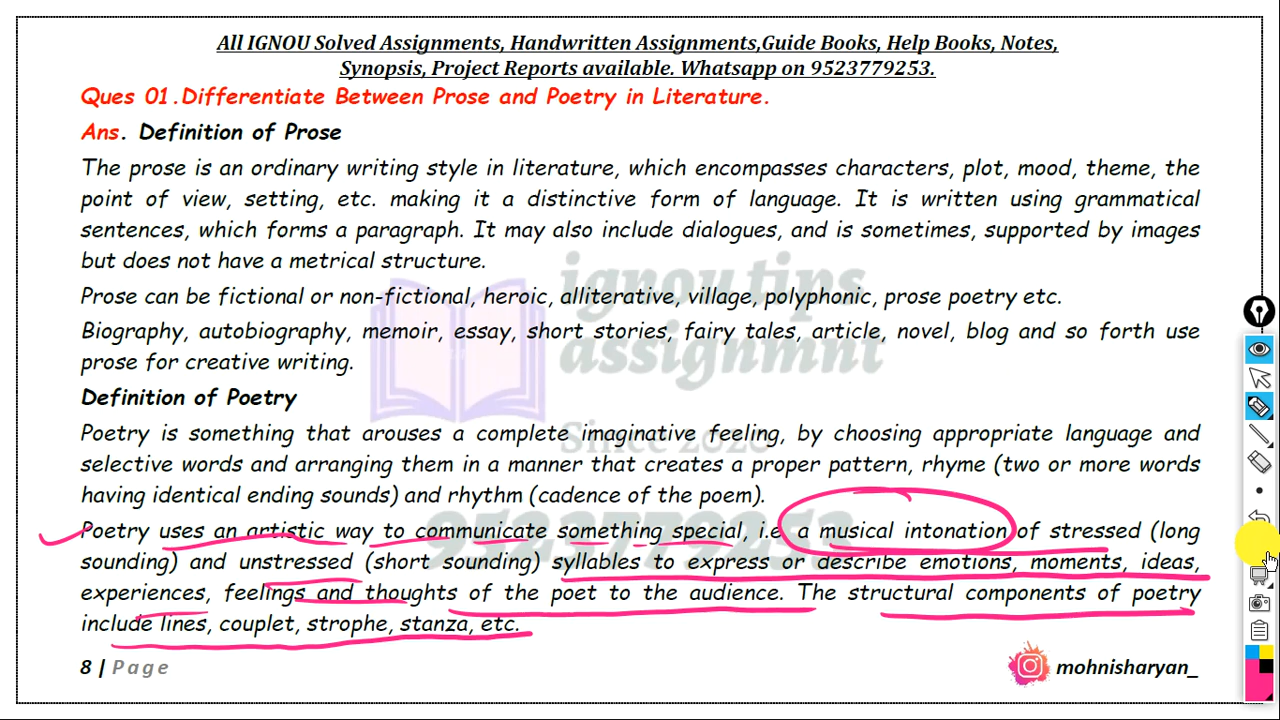 All IGNOU Solved Assignments, Handwritten Assignments,Guide Books, Help Books, Notes,
Synopsis, Project Reports available. Whatsapp on 9523779253.
Ques 01.Differentiate Between Prose and Poetry in Literature.
Ans. Definition of Prose
The prose is an ordinary writing style in literature, which encompasses characters, plot, mood, theme, the
point of view, setting, etc. making it a distinctive form of language. It is written using grammatical
sentences, which forms a paragraph. It may also include dialogues, and is sometimes, supported by images
but does not have a metrical structure.
Prose can be fictional or non-fictional, heroic, alliterative, village, polyphonic, prose poetry etc.
Biography, autobiography, memoir, essay, short stories, fairy tales, article, novel, blog and so forth use
prose for creative writing.
Definition of Poetry
Poetry is something that arouses a complete imaginative feeling, by choosing appropriate language and
selective words and arranging them in a manner that creates a proper pattern, rhyme (two or more words
having identical ending sounds) and rhythm (cadence of the poem).
Poetry uses an artistic way to communicate something special, i.e a musical intonation of stressed (long
sounding) and unstressed (short sounding) syllables to express or describe emotions, moments, ideas,
experiences, feelings and thoughts of the poet to the audience. The structural components of poetry
include lines, couplet, strophe, stanza, etc.
8 | Page
mohnisharyan_
ignou tips
assignmnt
Since 2020
9523779253